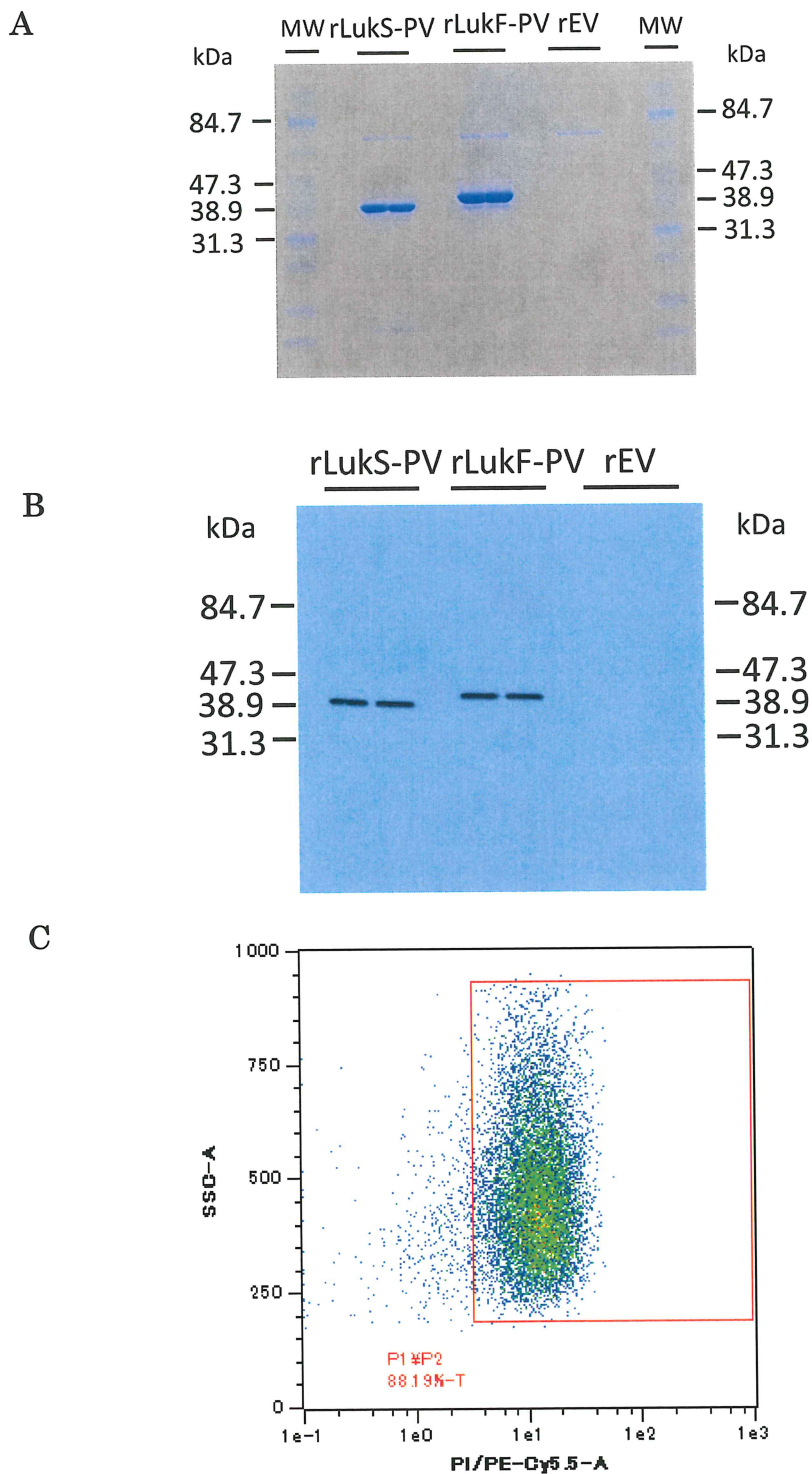 A
MW rLukS-PV rLukF-PV rEV MW
kDa kDa
84.7 84.7
47.3 47.3
38.9 38.9
31.3 31.3
B
rLukS-PV rLukF-PV rEV
kDa kDa
84.7 84.7
47.3 47.3
38.9 38.9
31.3 31.3
C
1000
750
500
250
0
SSC-A
P1¥P2
88.19%-T
1e-1 1e0 1e1 1e2 1e3
PI/PE-Cy5.5-A